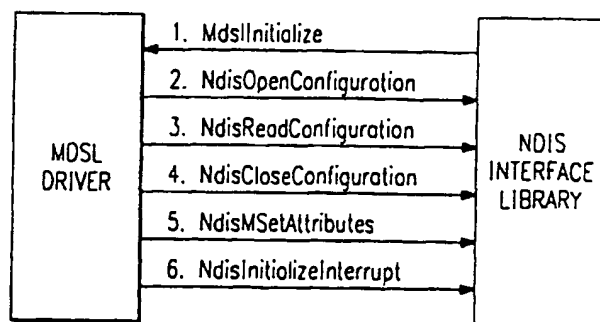 1. MdslInitialize
2. NdisOpenConfiguration
3. NdisReadConfiguration
4. NdisCloseConfiguration
5. NdisMSetAttributes
6. NdisInitializeInterrupt
MDSL
DRIVER
NDIS
INTERFACE
LIBRARY